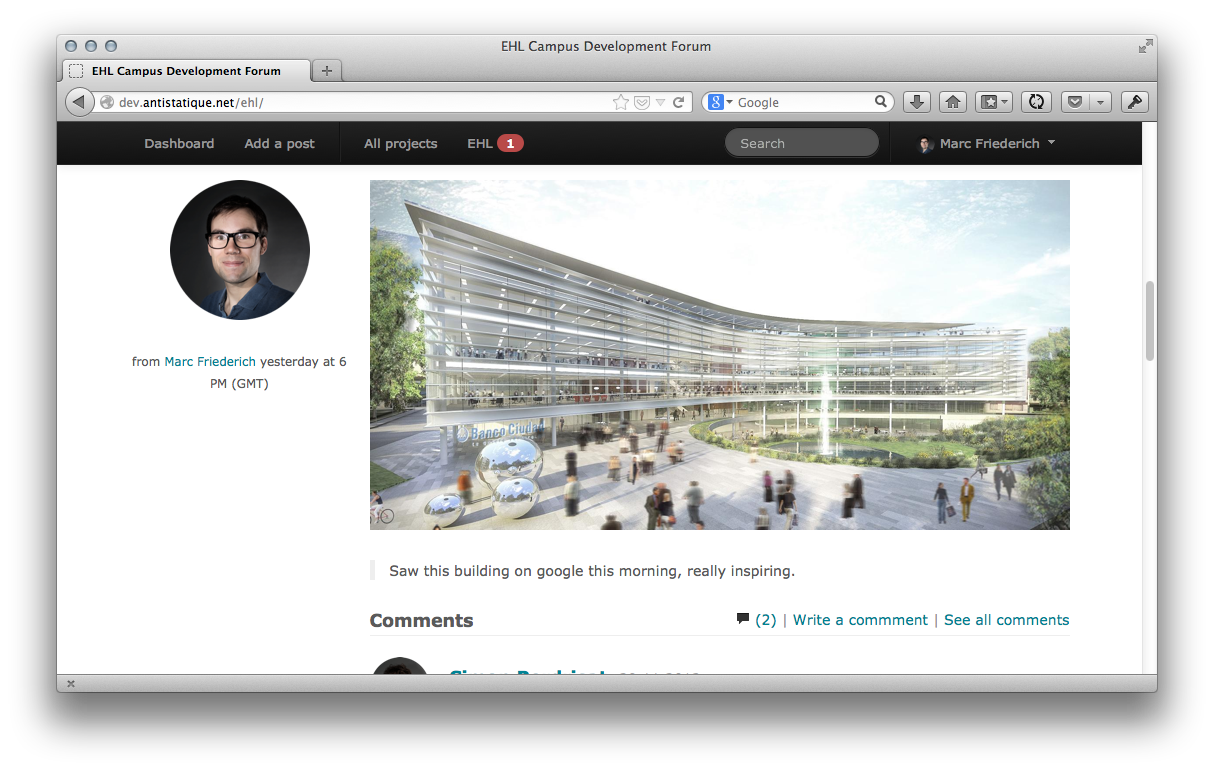 EHL Campus Development Forum
EHL Campus Development Forum
dev.antistatique.net/ehl/
Google
Dashboard
Add a post
All projects
EHL 1
Search
Marc Friederich
from Marc Friederich yesterday at 6
PM (GMT)
Banco Ciudad
Saw this building on google this morning, really inspiring.
Comments
(2) | Write a commment | See all comments